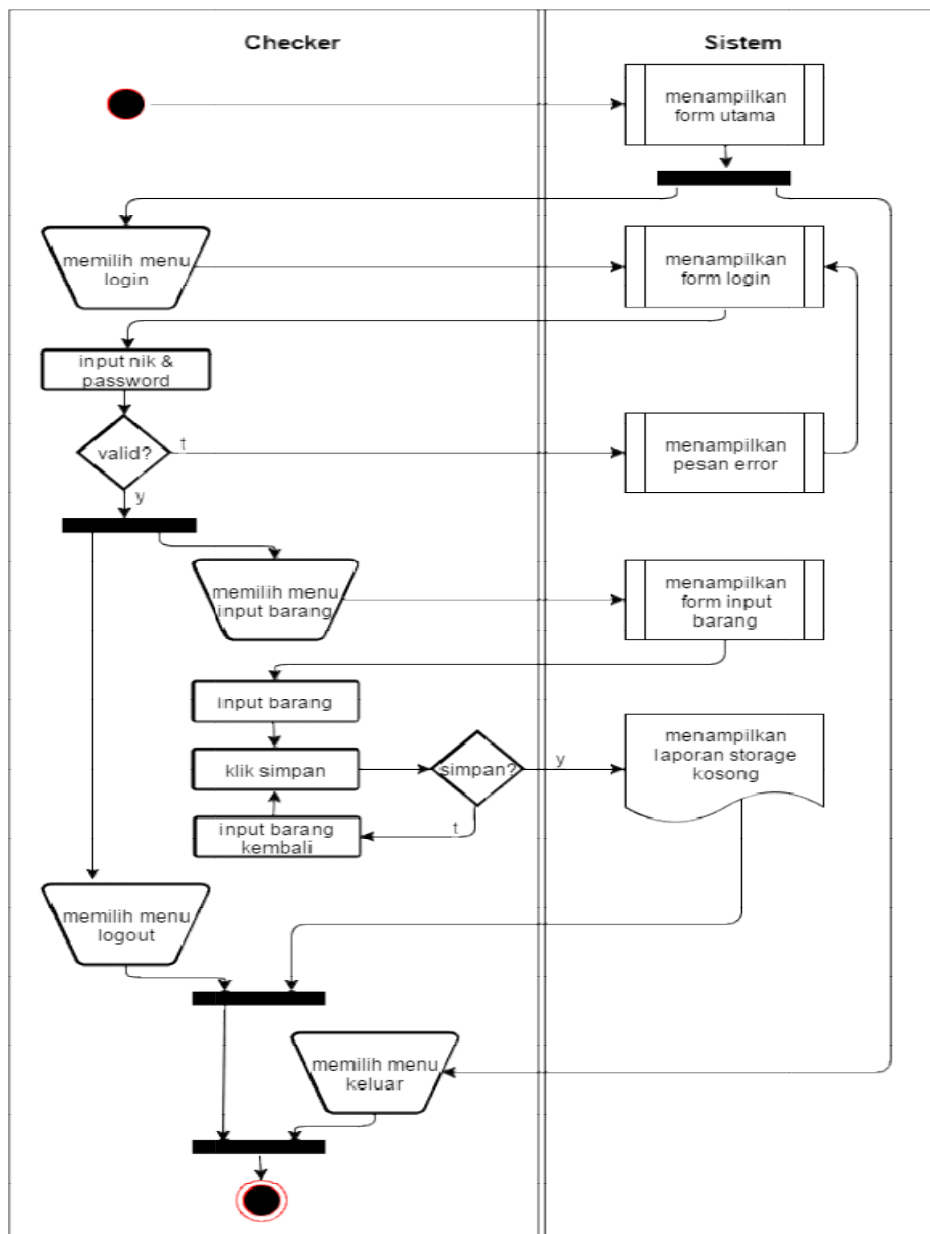 Checker
Sistem
menampilkan
form utama
memilih menu
login
menampilkan
form login
input nik &
password
valid?
t
menampilkan
pesan error
y
memilih menu
input barang
menampilkan
form input
barang
input barang
klik simpan
simpan?
y
menampilkan
laporan storage
kosong
input barang
kembali
t
memilih menu
logout
memilih menu
keluar